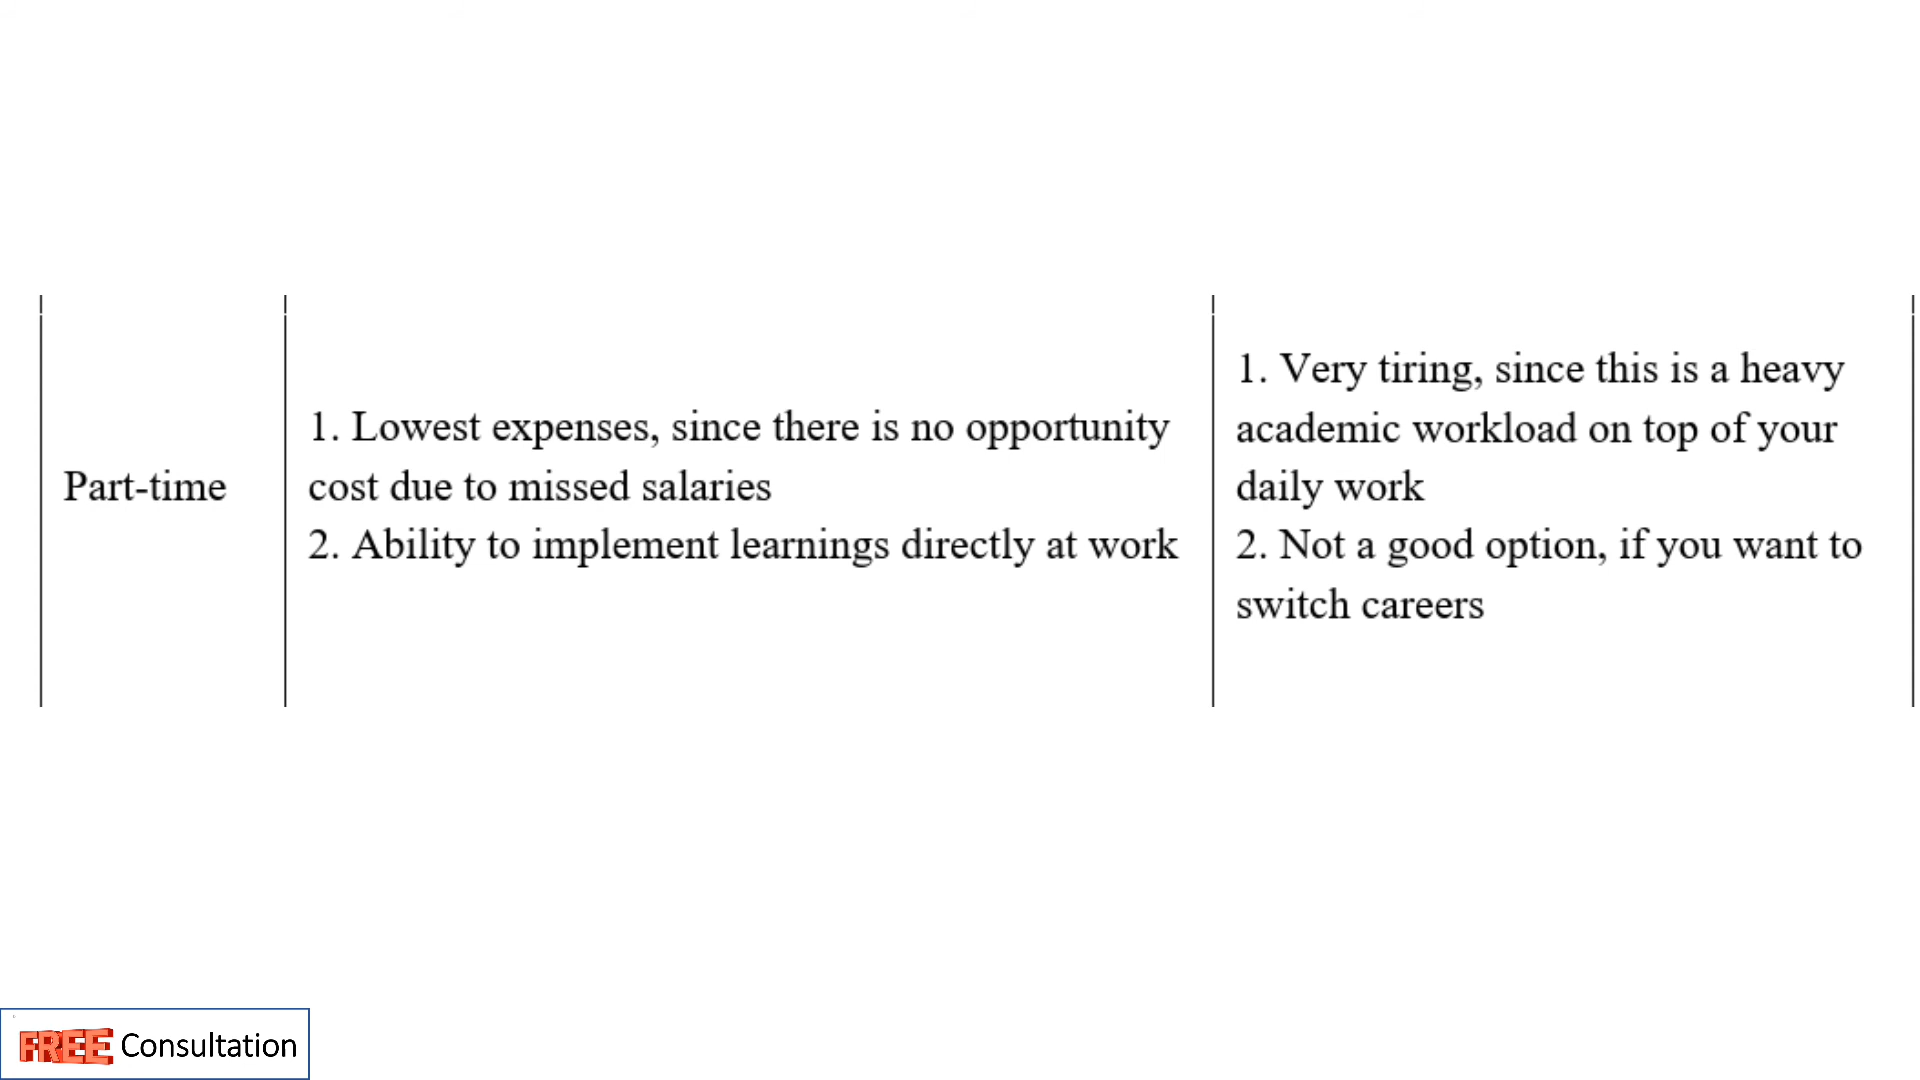 Part-time
1. Lowest expenses, since there is no opportunity
cost due to missed salaries
2. Ability to implement learnings directly at work
1. Very tiring, since this is a heavy
academic workload on top of your
daily work
2. Not a good option, if you want to
switch careers
FREE Consultation